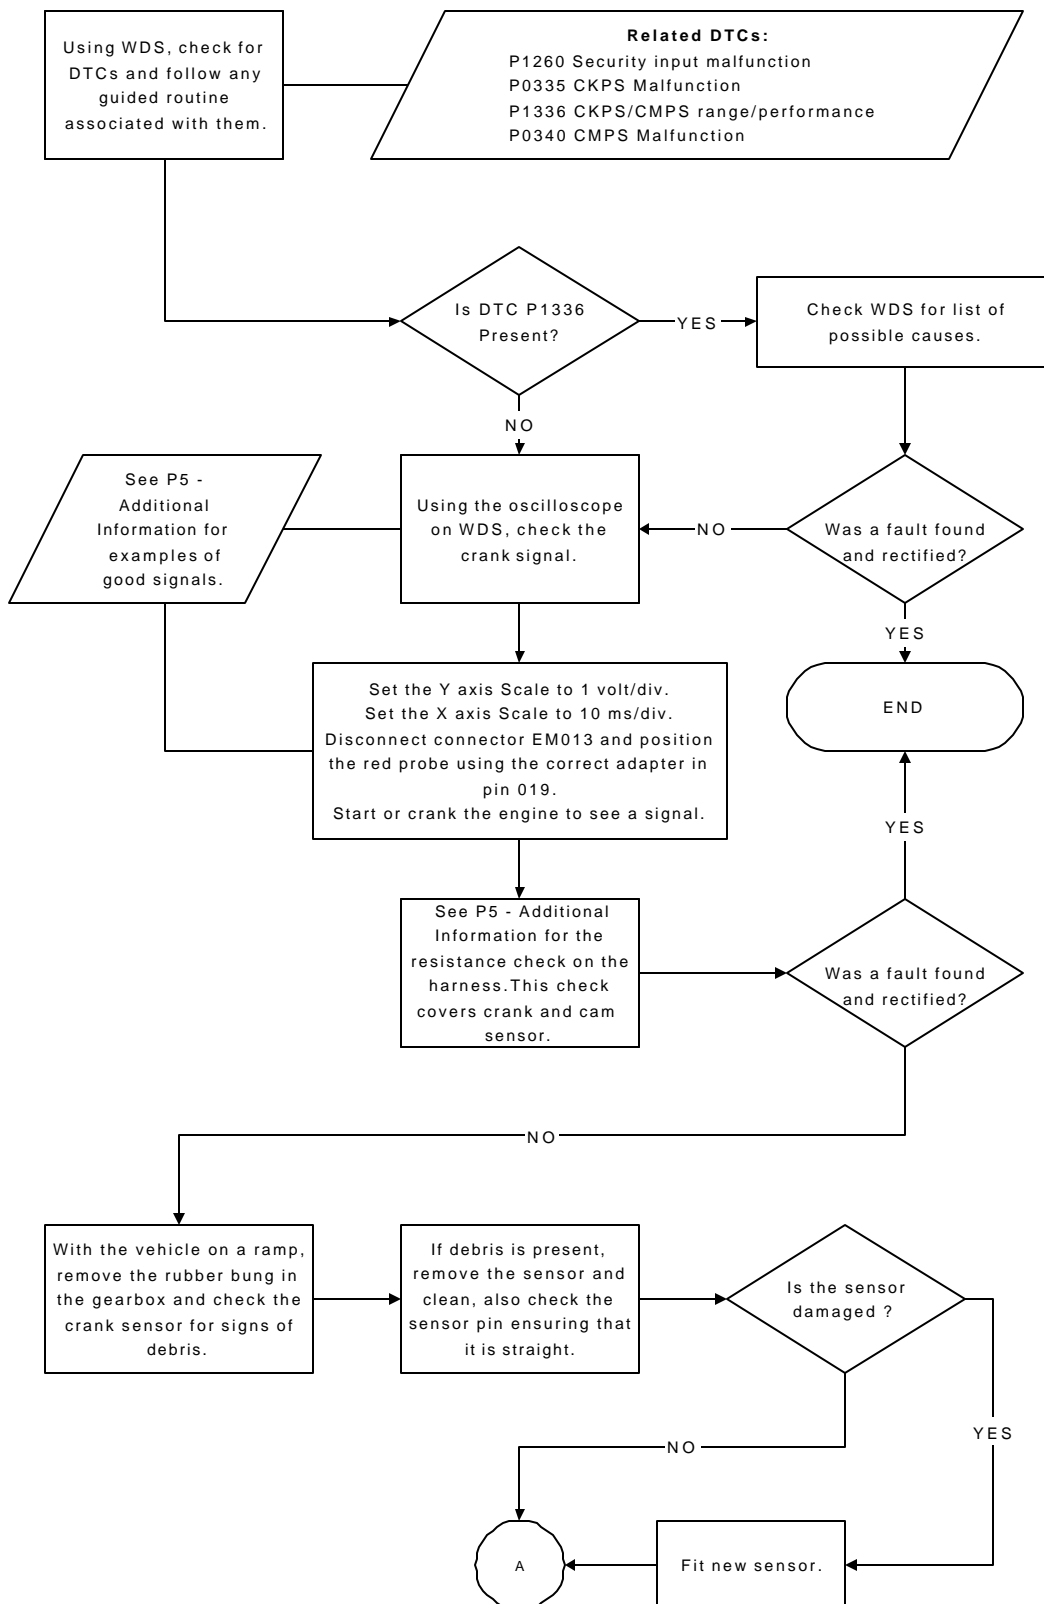 Using WDS, check for
DTCs and follow any
guided routine
associated with them.
Related DTCs:
P1260 Security input malfunction
P0335 CKPS Malfunction
P1336 CKPS/CMPS range/performance
P0340 CMPS Malfunction
Is DTC P1336
Present?
YES
Check WDS for list of
possible causes.
NO
See P5 -
Additional
Information for
examples of
good signals.
Using the oscilloscope
on WDS, check the
crank signal.
NO
Was a fault found
and rectified?
YES
Set the Y axis Scale to 1 volt/div.
Set the X axis Scale to 10 ms/div.
Disconnect connector EM013 and position
the red probe using the correct adapter in
pin 019.
Start or crank the engine to see a signal.
END
YES
See P5 - Additional
Information for the
resistance check on the
harness.This check
covers crank and cam
sensor.
Was a fault found
and rectified?
NO
With the vehicle on a ramp,
remove the rubber bung in
the gearbox and check the
crank sensor for signs of
debris.
If debris is present,
remove the sensor and
clean, also check the
sensor pin ensuring that
it is straight.
Is the sensor
damaged ?
YES
NO
A
Fit new sensor.